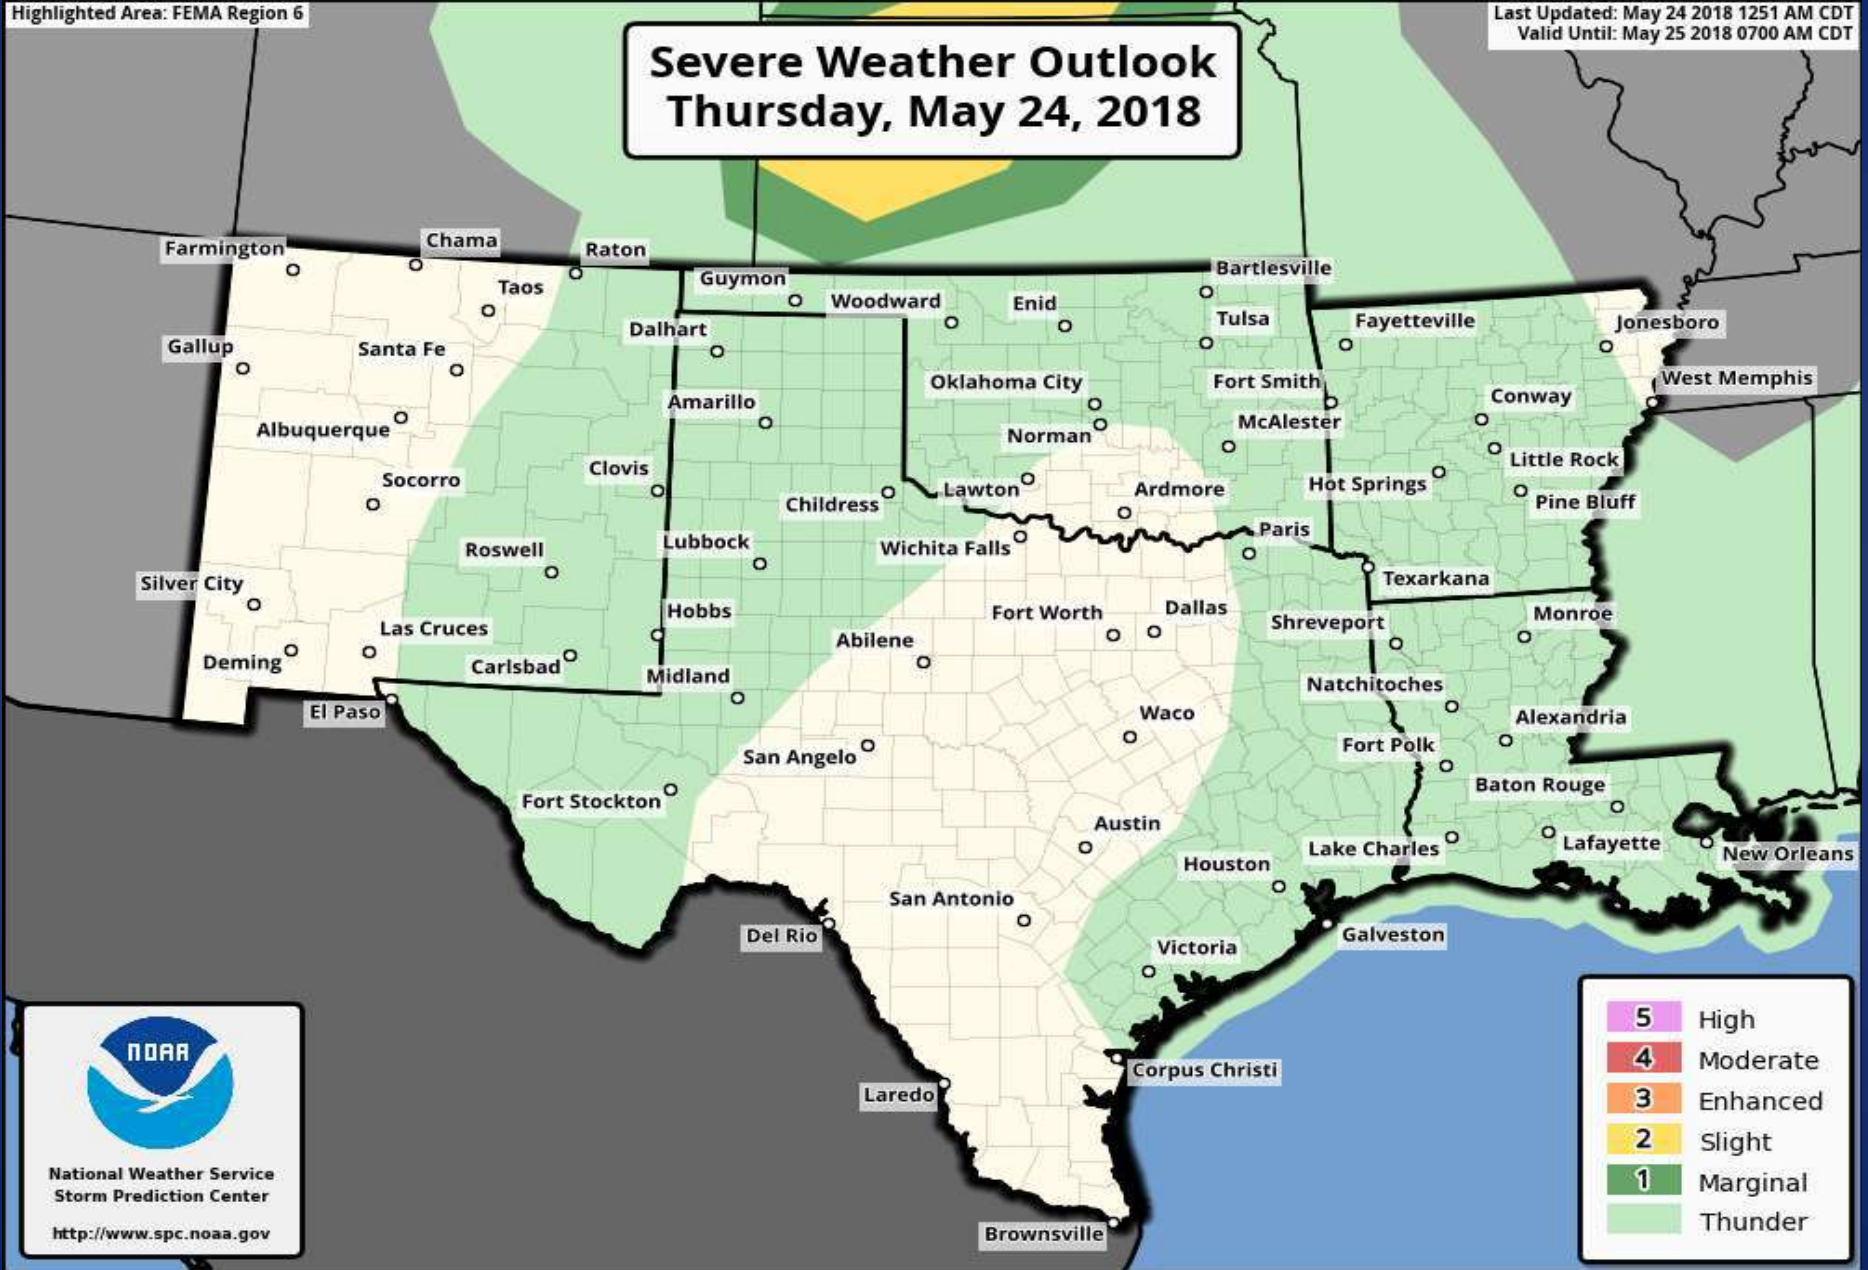 Highlighted Area: FEMA Region 6
Last Updated: May 24 2018 1251 AM CDT
Valid Until: May 25 2018 0700 AM CDT
Severe Weather Outlook
Thursday, May 24, 2018
Farmington
Chama
Raton
Taos
Guymon
Woodward
Enid
Bartlesville
Tulsa
Fayetteville
Jonesboro
Gallup
Santa Fe
Dalhart
Oklahoma City
Fort Smith
West Memphis
Albuquerque
Amarillo
Norman
McAlester
Conway
Little Rock
Socorro
Clovis
Childress
Lawton
Ardmore
Hot Springs
Pine Bluff
Roswell
Lubbock
Wichita Falls
Paris
Silver City
Texarkana
Las Cruces
Hobbs
Fort Worth
Dallas
Shreveport
Monroe
Deming
Carlsbad
Midland
Abilene
Natchitoches
El Paso
San Angelo
Waco
Fort Polk
Alexandria
Fort Stockton
Austin
Baton Rouge
Houston
Lake Charles
Lafayette
New Orleans
Del Rio
San Antonio
Victoria
Galveston
Laredo
Corpus Christi
Brownsville
NOAA
National Weather Service
Storm Prediction Center
http://www.spc.noaa.gov
5 High
4 Moderate
3 Enhanced
2 Slight
1 Marginal
Thunder